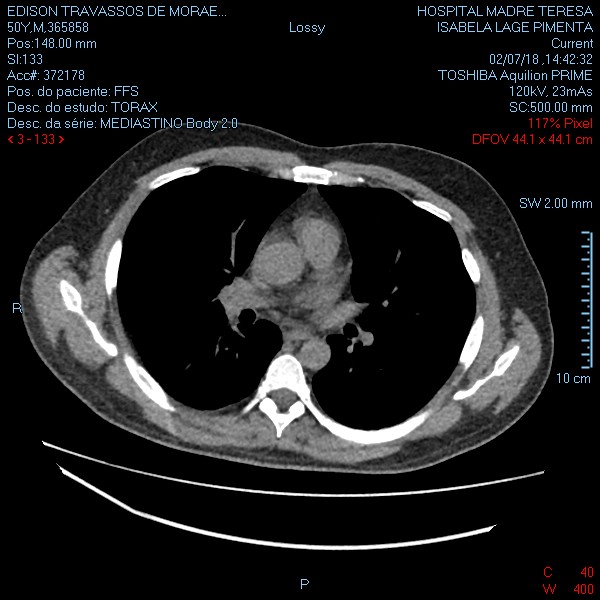 EDISON TRAVASSOS DE MORAE...
50Y,M,365858
Pos:148.00 mm
SI:133
Acc#: 372178
Pos. do paciente: FFS
Desc. do estudo: TORAX
Desc. da série: MEDIASTINO Body 2.0
< 3 - 133 >
Lossy
HOSPITAL MADRE TERESA
ISABELA LAGE PIMENTA
Current
02/07/18 ,14:42:32
TOSHIBA Aquilion PRIME
120kV, 23mAs
SC:500.00 mm
117% Pixel
DFOV 44.1 x 44.1 cm
SW 2.00 mm
R
10 cm
P
C 40
W 400